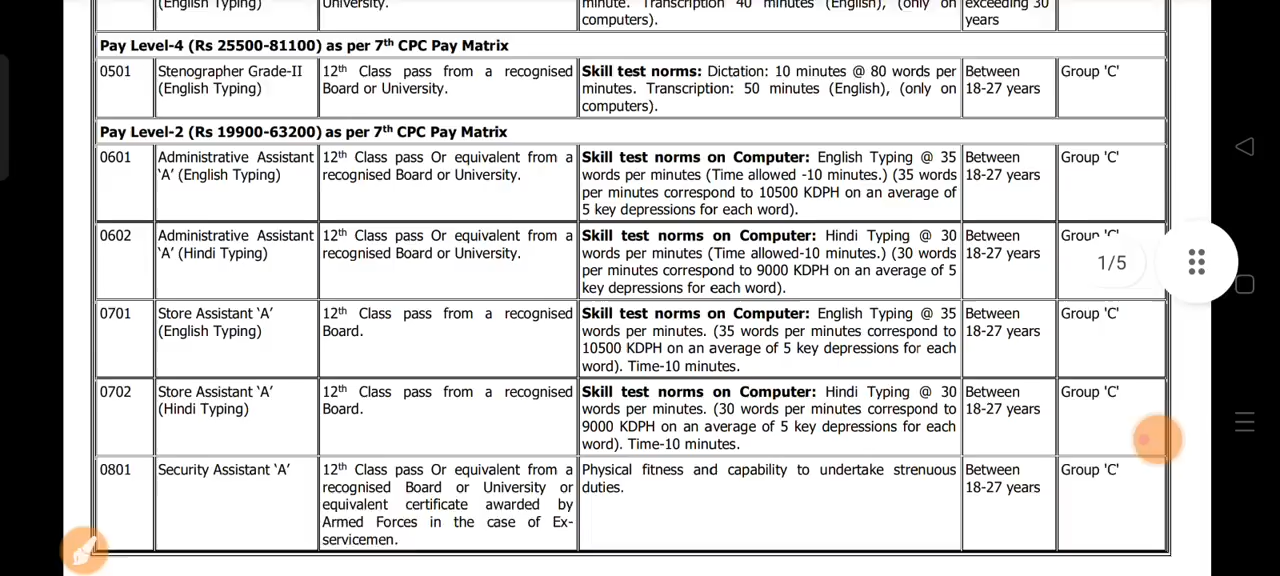 (English Typing) University. minute. Transcription 40 minutes (English), (only on exceeding 30
computers). years
Pay Level-4 (Rs 25500-81100) as per 7th CPC Pay Matrix
0501 Stenographer Grade-II 12th Class pass from a recognised Skill test norms: Dictation: 10 minutes @ 80 words per Between Group 'C'
(English Typing) Board or University. minutes. Transcription: 50 minutes (English), (only on 18-27 years
computers).
Pay Level-2 (Rs 19900-63200) as per 7th CPC Pay Matrix
0601 Administrative Assistant 12th Class pass Or equivalent from a Skill test norms on Computer: English Typing @ 35 Between Group 'C'
'A' (English Typing) recognised Board or University. words per minutes (Time allowed -10 minutes.) (35 words 18-27 years
per minutes correspond to 10500 KDPH on an average of
5 key depressions for each word).
0602 Administrative Assistant 12th Class pass Or equivalent from a Skill test norms on Computer: Hindi Typing @ 30 Between Group 'C'
'A' (Hindi Typing) recognised Board or University. words per minutes (Time allowed-10 minutes.) (30 words 18-27 years
per minutes correspond to 9000 KDPH on an average of 5
key depressions for each word).
1/5
0701 Store Assistant 'A' 12th Class pass from a recognised Skill test norms on Computer: English Typing @ 35 Between Group 'C'
(English Typing) Board. words per minutes. (35 words per minutes correspond to 18-27 years
10500 KDPH on an average of 5 key depressions for each
word). Time-10 minutes.
0702 Store Assistant 'A' 12th Class pass from a recognised Skill test norms on Computer: Hindi Typing @ 30 Between Group 'C'
(Hindi Typing) Board. words per minutes. (30 words per minutes correspond to 18-27 years
9000 KDPH on an average of 5 key depressions for each
word). Time-10 minutes.
0801 Security Assistant 'A' 12th Class pass Or equivalent from a Physical fitness and capability to undertake strenuous Between Group 'C'
recognised Board or University or duties. 18-27 years
equivalent certificate awarded by
Armed Forces in the case of Ex-
servicemen.